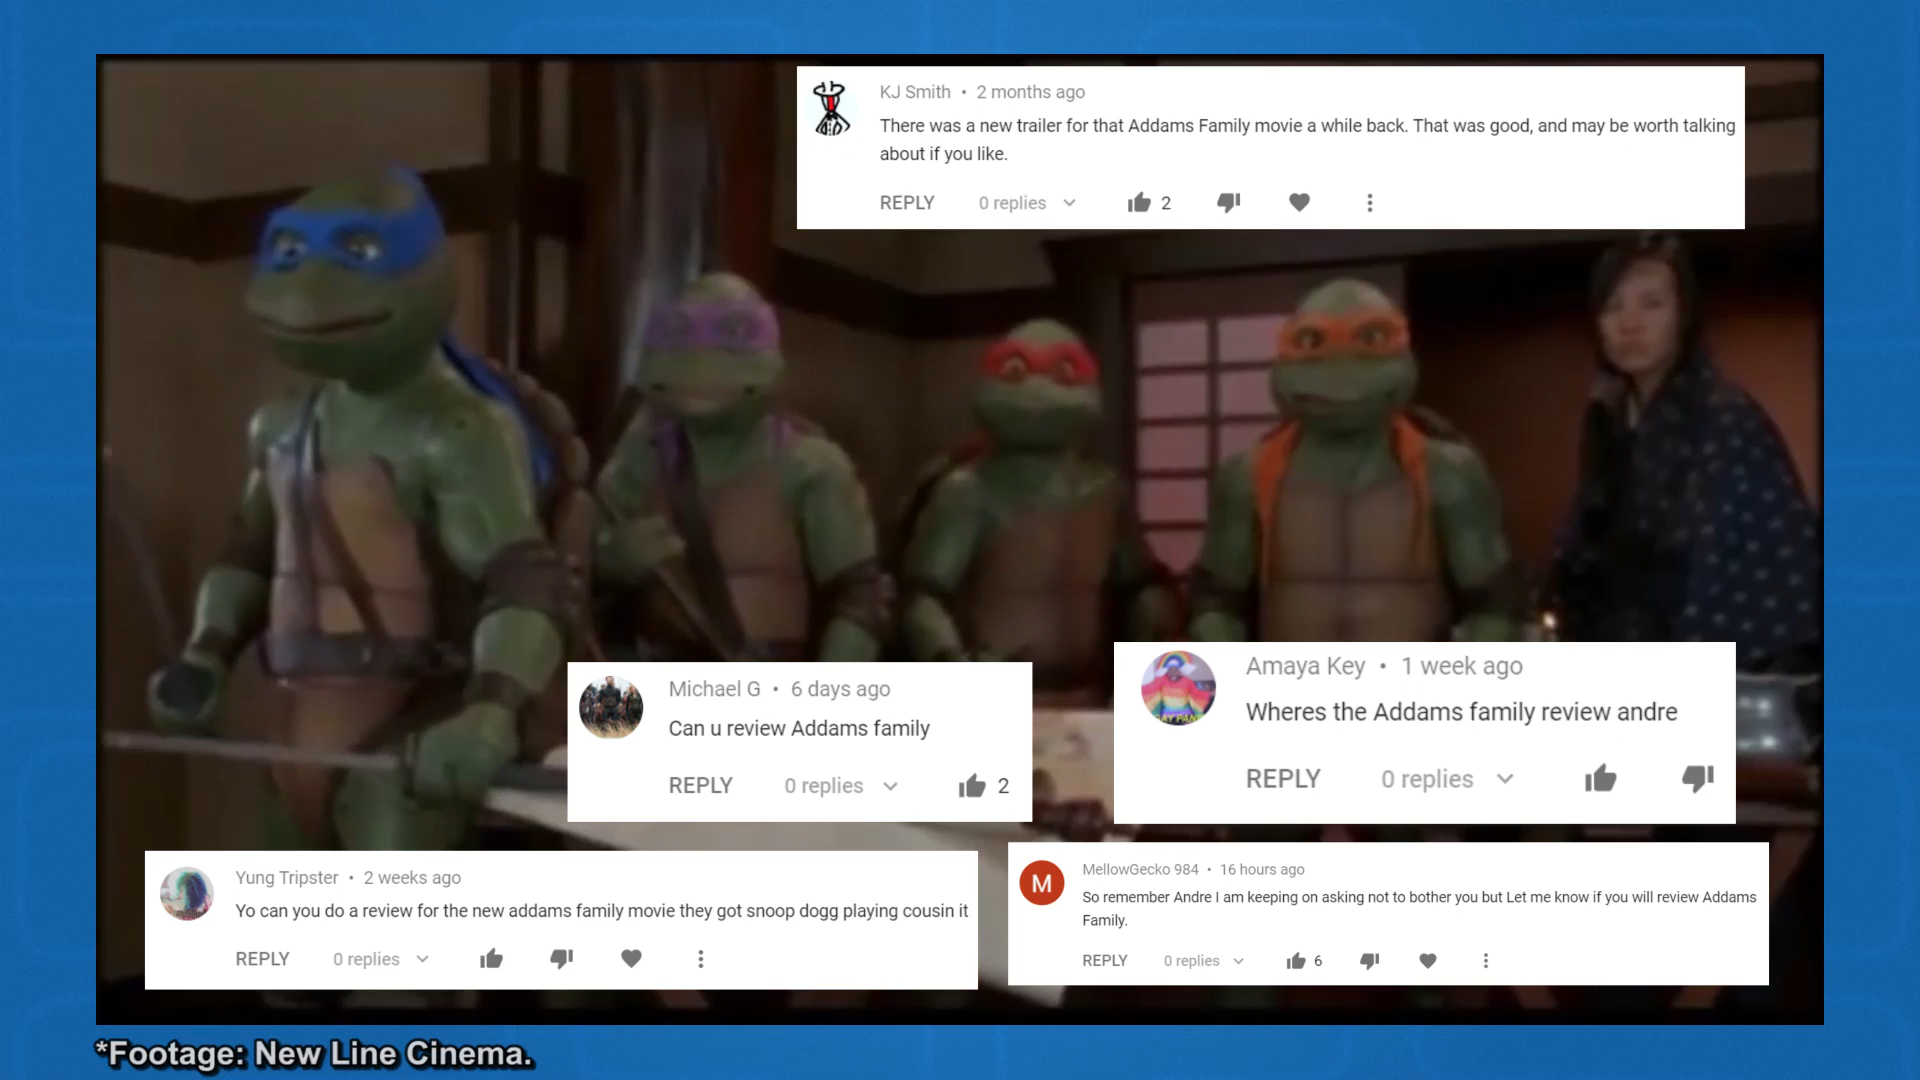 KJ Smith • 2 months ago
There was a new trailer for that Addams Family movie a while back. That was good, and may be worth talking
about if you like.
REPLY 0 replies 2
Michael G • 6 days ago
Can u review Addams family
REPLY 0 replies 2
Amaya Key • 1 week ago
Wheres the Addams family review andre
REPLY 0 replies
Yung Tripster • 2 weeks ago
Yo can you do a review for the new addams family movie they got snoop dogg playing cousin it
REPLY 0 replies
M
MellowGecko 984 • 16 hours ago
So remember Andre I am keeping on asking not to bother you but Let me know if you will review Addams
Family.
REPLY 0 replies 6
*Footage: New Line Cinema.